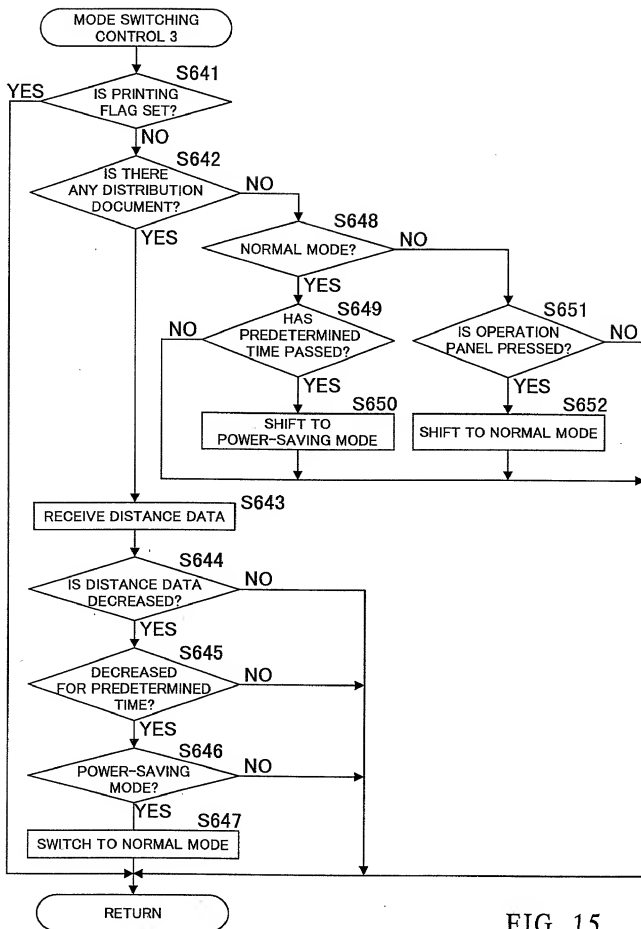 MODE SWITCHING
CONTROL 3
S641
YES
IS PRINTING
FLAG SET?
NO
S642
IS THERE
ANY DISTRIBUTION
DOCUMENT?
NO
YES
S648
NORMAL MODE?
NO
YES
S649
NO
HAS
PREDETERMINED
TIME PASSED?
YES
S651
IS OPERATION
PANEL PRESSED?
NO
YES
S650
SHIFT TO
POWER-SAVING MODE
S652
SHIFT TO NORMAL MODE
S643
RECEIVE DISTANCE DATA
S644
IS DISTANCE DATA
DECREASED?
NO
YES
S645
DECREASED
FOR PREDETERMINED
TIME?
NO
YES
S646
POWER-SAVING
MODE?
NO
YES
S647
SWITCH TO NORMAL MODE
RETURN
FIG. 15